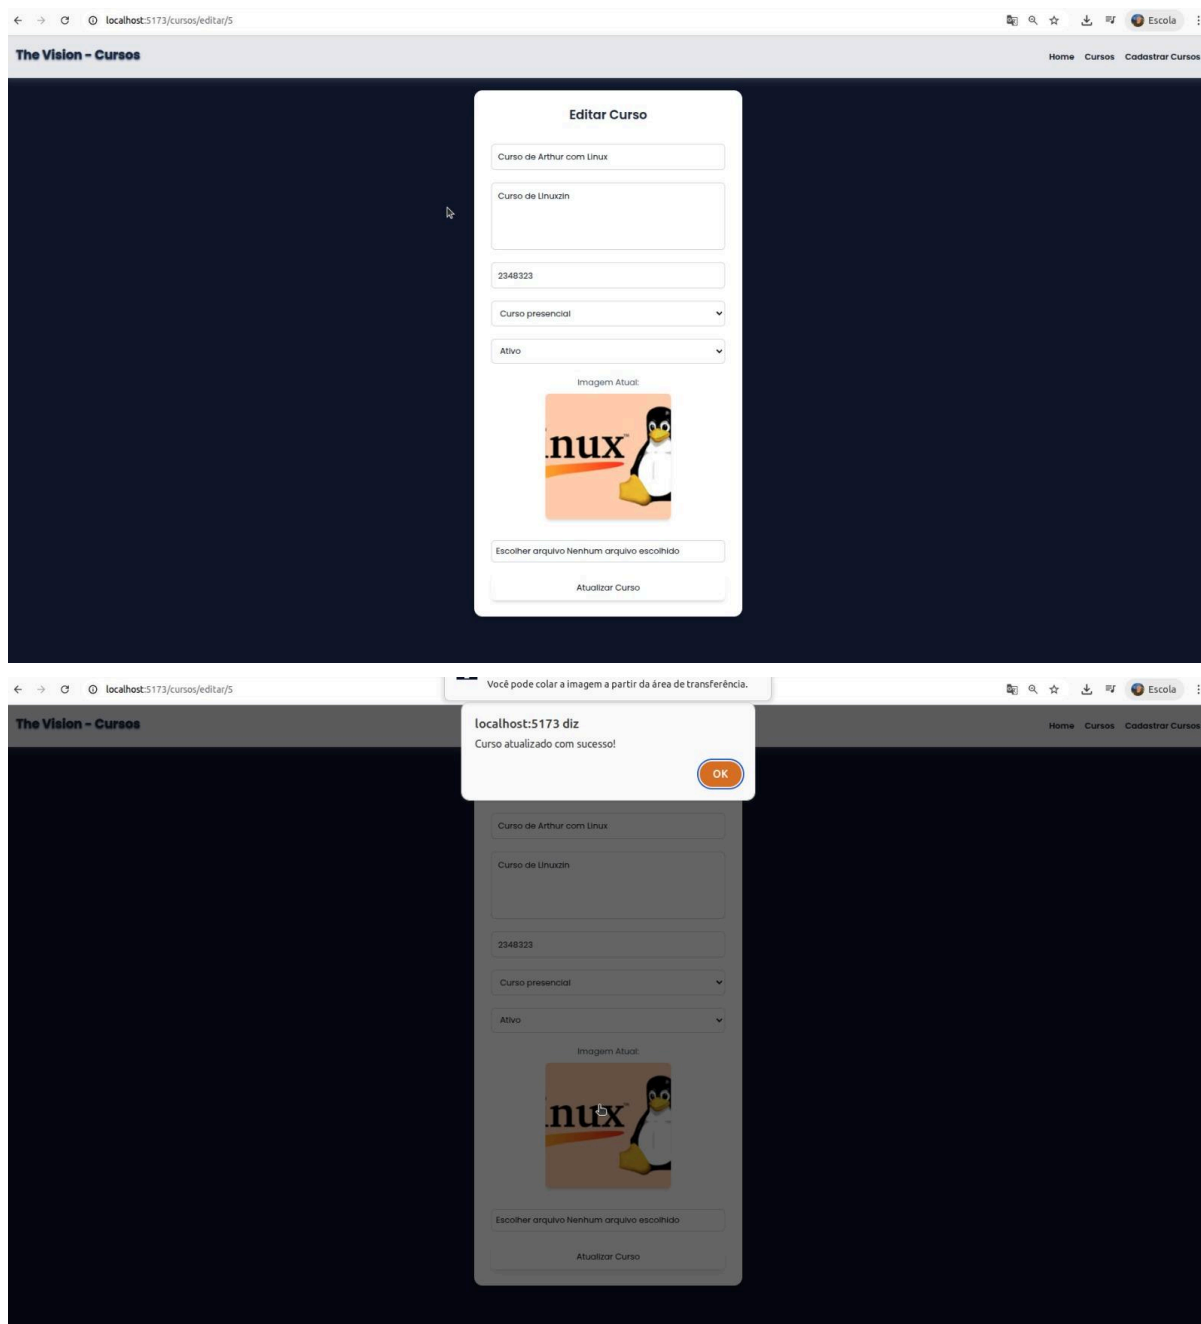 localhost:5173/cursos/editar/5
Escola
The Vision - Cursos
Home Cursos Cadastrar Cursos
Editar Curso
Curso de Arthur com Linux
Curso de Linuxzin
2348323
Curso presencial
Ativo
Imagem Atual:
inux™
Escolher arquivo Nenhum arquivo escolhido
Atualizar Curso
localhost:5173/cursos/editar/5
Você pode colar a imagem a partir da área de transferência.
Escola
The Vision - Cursos
localhost:5173 diz
Curso atualizado com sucesso!
OK
Home Cursos Cadastrar Cursos
Curso de Arthur com Linux
Curso de Linuxzin
2348323
Curso presencial
Ativo
Imagem Atual:
inux
Escolher arquivo Nenhum arquivo escolhido
Atualizar Curso